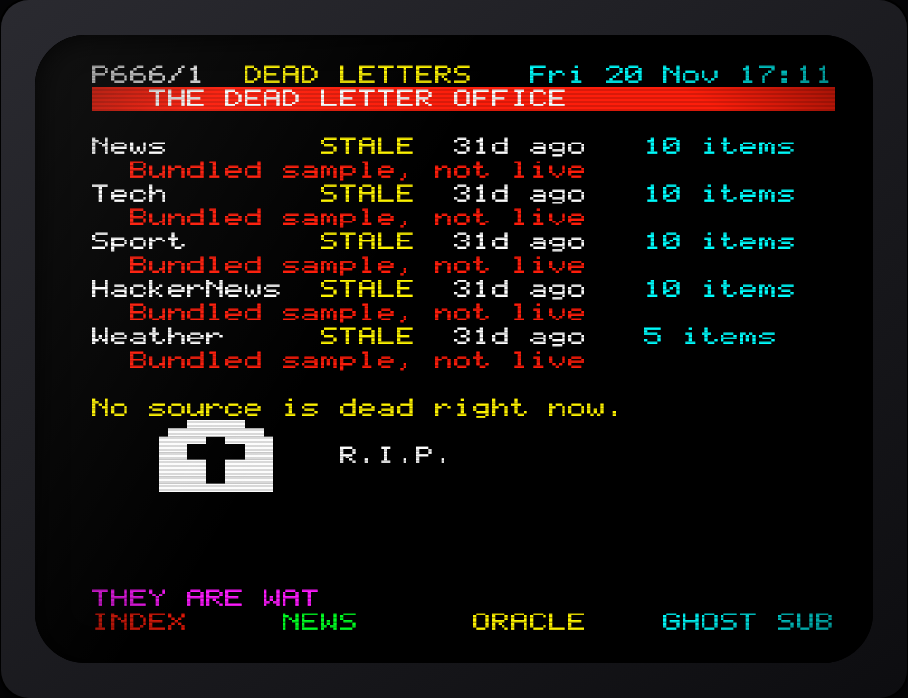 P666/1 DEAD LETTERS Fri 20 Nov 17:11
THE DEAD LETTER OFFICE
News STALE 31d ago 10 items
Bundled sample, not live
Tech STALE 31d ago 10 items
Bundled sample, not live
Sport STALE 31d ago 10 items
Bundled sample, not live
HackerNews STALE 31d ago 10 items
Bundled sample, not live
Weather STALE 31d ago 5 items
Bundled sample, not live
No source is dead right now.
R.I.P.
THEY ARE WAT
INDEX NEWS ORACLE GHOST SUB